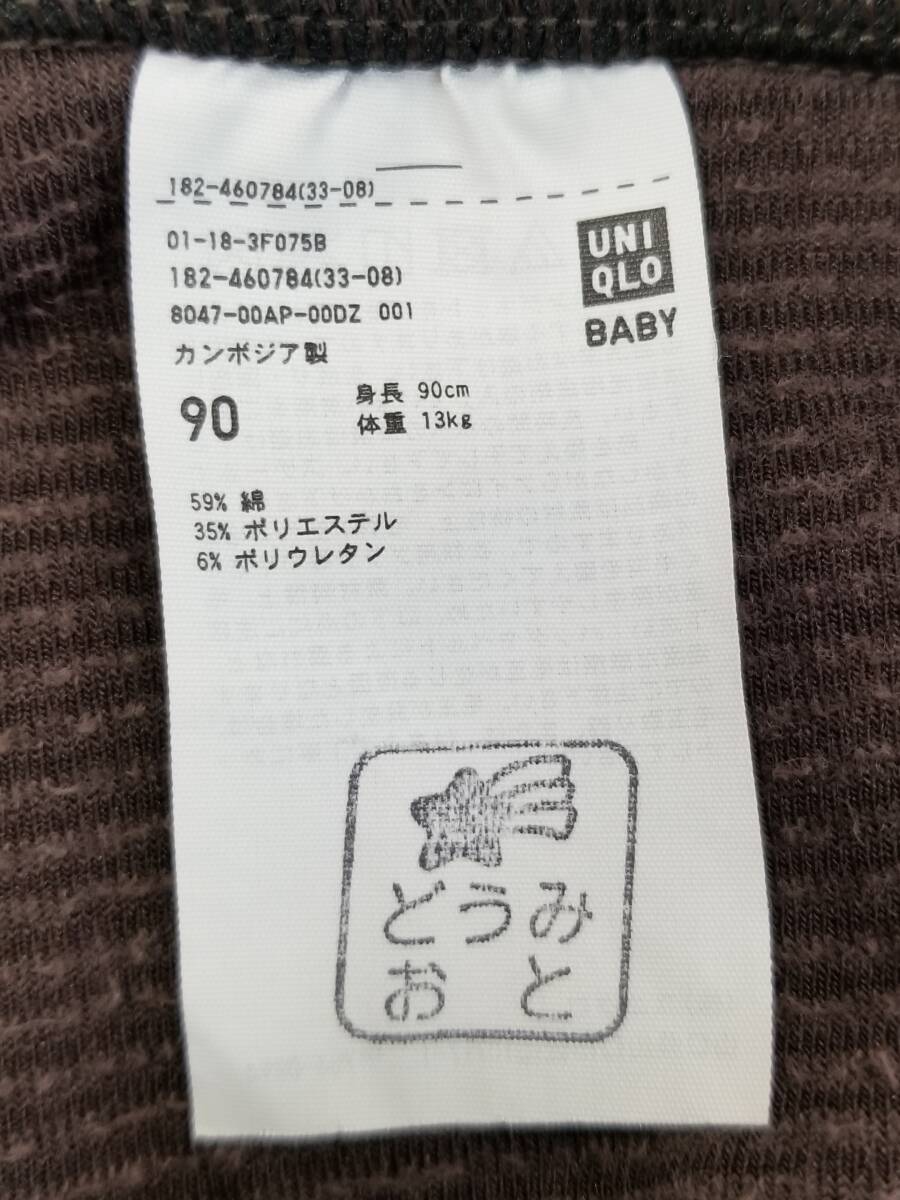 182-460784(33-08)
01-18-3F075B
182-460784(33-08)
8047-00AP-00DZ 001
カンボジア製
UNI
QLO
BABY
90
身長 90cm
体重 13kg
59% 綿
35% ポリエステル
6% ポリウレタン
どうみ
おと